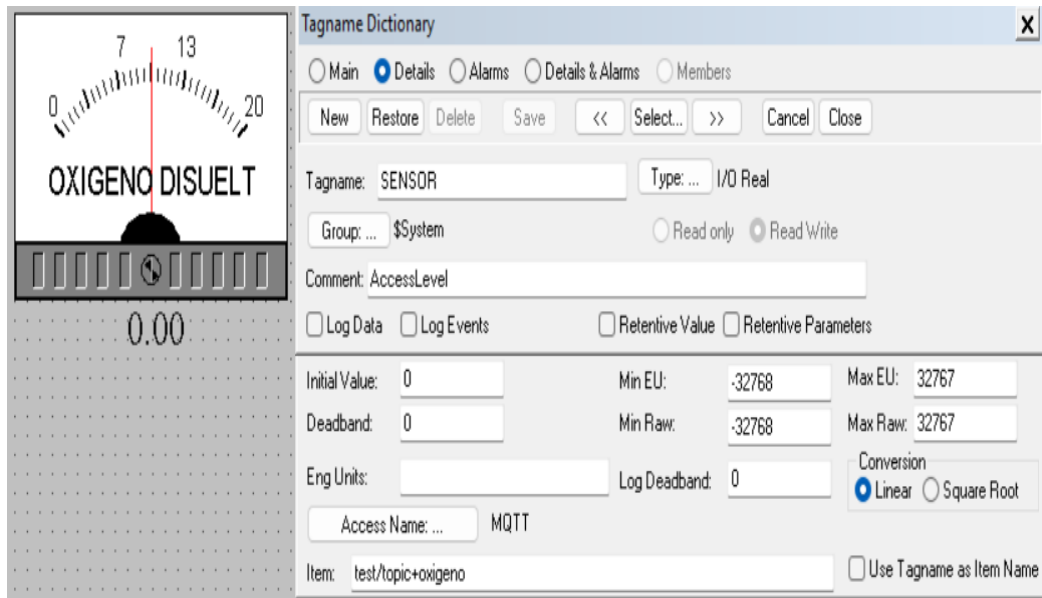 7 13
0 20
OXIGENO DISUELT
0.00
Tagname Dictionary X
Main Details Alarms Details & Alarms Members
New Restore Delete Save << Select... >> Cancel Close
Tagname: SENSOR Type: ... I/O Real
Group: ... $System Read only Read Write
Comment: AccessLevel
Log Data Log Events Retentive Value Retentive Parameters
Initial Value: 0 Min EU: -32768 Max EU: 32767
Deadband: 0 Min Raw: -32768 Max Raw: 32767
Eng Units: Log Deadband: 0 Conversion
Linear Square Root
Access Name: ... MQTT
Item: test/topic+oxigeno Use Tagname as Item Name